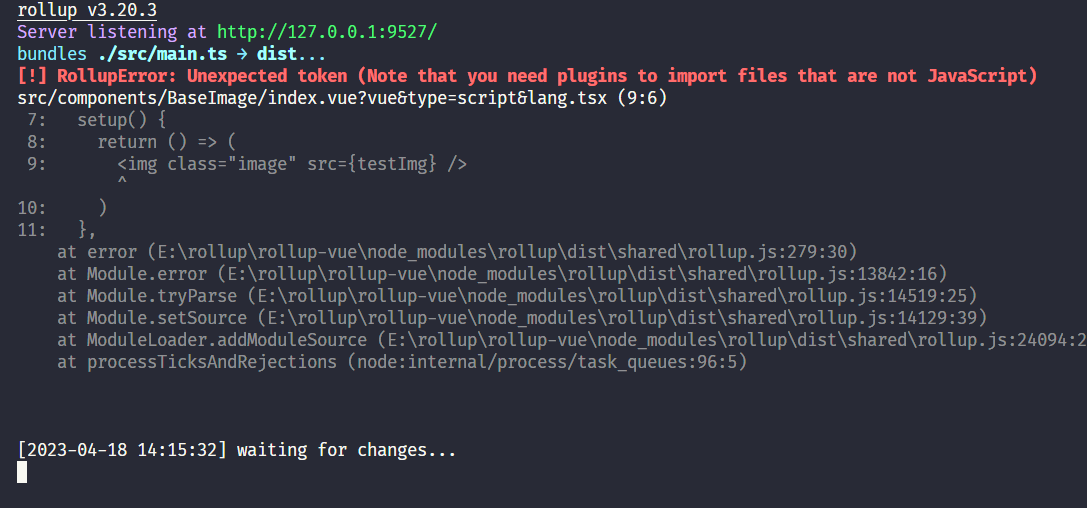 rollup v3.20.3
Server listening at http://127.0.0.1:9527/
bundles ./src/main.ts → dist...
[!] RollupError: Unexpected token (Note that you need plugins to import files that are not JavaScript)
src/components/BaseImage/index.vue?vue&type=script&lang.tsx (9:6)
 7:   setup() {
 8:     return () => (
 9:       <img class="image" src={testImg} />
          ^
10:     )
11:   },
    at error (E:\rollup\rollup-vue\node_modules\rollup\dist\shared\rollup.js:279:30)
    at Module.error (E:\rollup\rollup-vue\node_modules\rollup\dist\shared\rollup.js:13842:16)
    at Module.tryParse (E:\rollup\rollup-vue\node_modules\rollup\dist\shared\rollup.js:14519:25)
    at Module.setSource (E:\rollup\rollup-vue\node_modules\rollup\dist\shared\rollup.js:14129:39)
    at ModuleLoader.addModuleSource (E:\rollup\rollup-vue\node_modules\rollup\dist\shared\rollup.js:24094:2
    at processTicksAndRejections (node:internal/process/task_queues:96:5)
[2023-04-18 14:15:32] waiting for changes...